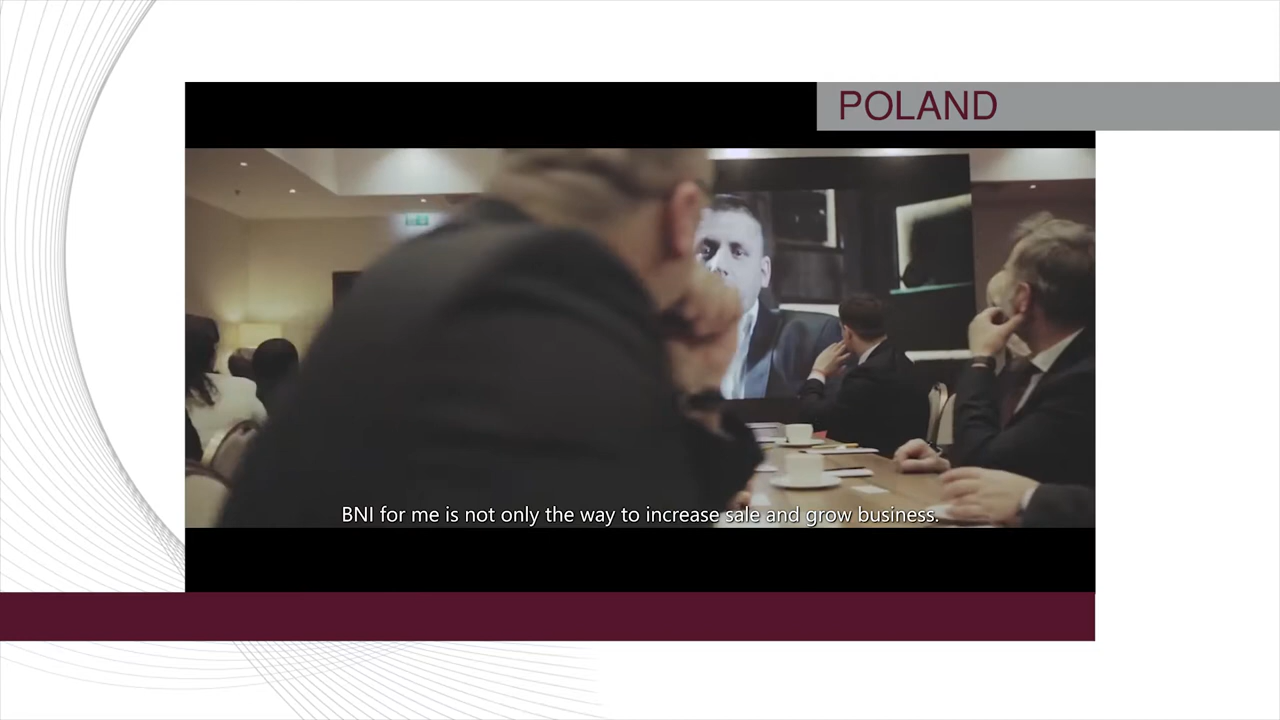 POLAND
BNI for me is not only the way to increase sale and grow business.